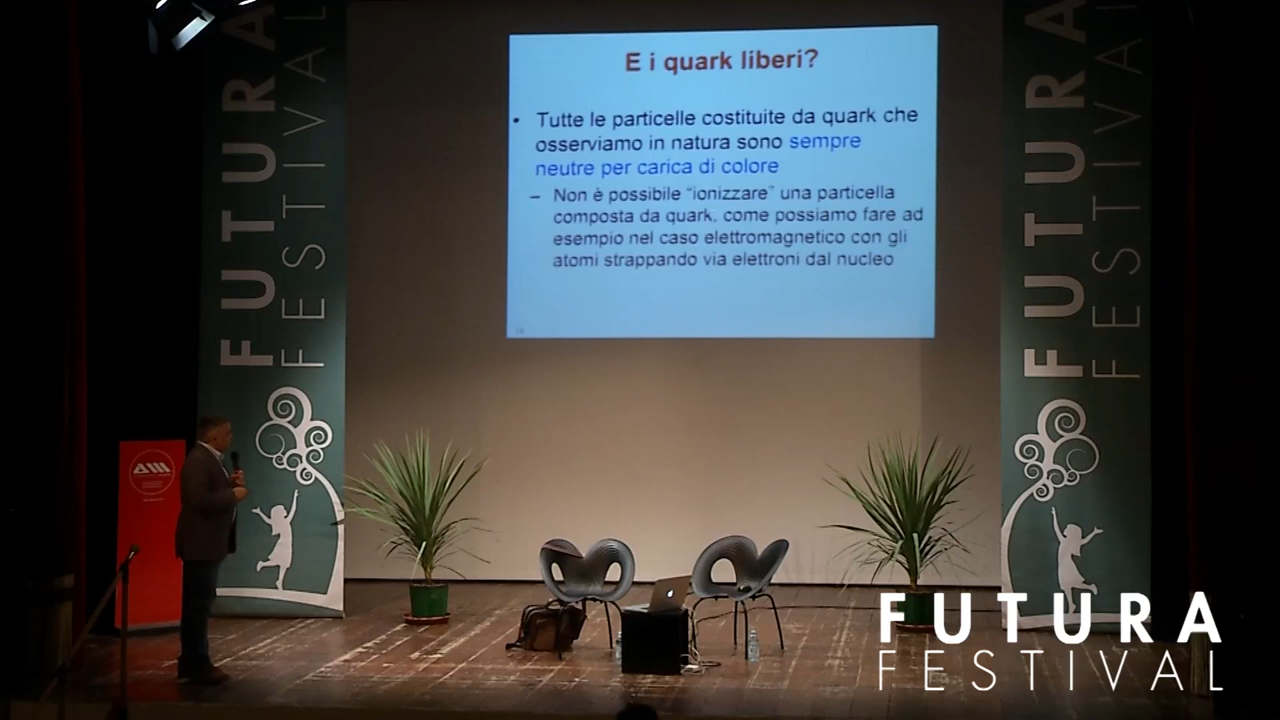 FUTURA
FESTIVAL
E i quark liberi?
• Tutte le particelle costituite da quark che
osserviamo in natura sono sempre
neutre per carica di colore
– Non è possibile “ionizzare” una particella
composta da quark, come possiamo fare ad
esempio nel caso elettromagnetico con gli
atomi strappando via elettroni dal nucleo
FUTURA
FESTIVAL
FUTURA
FESTIVAL